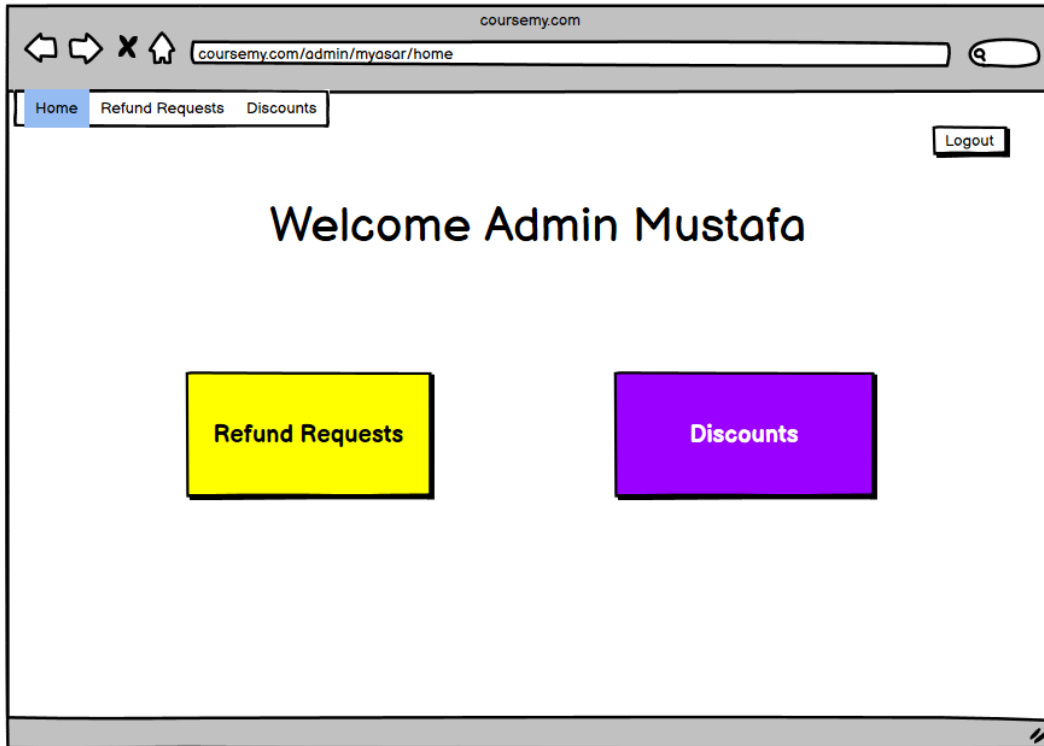 coursemy.com
coursemy.com/admin/myasar/home
Home Refund Requests Discounts
Logout
Welcome Admin Mustafa
Refund Requests Discounts